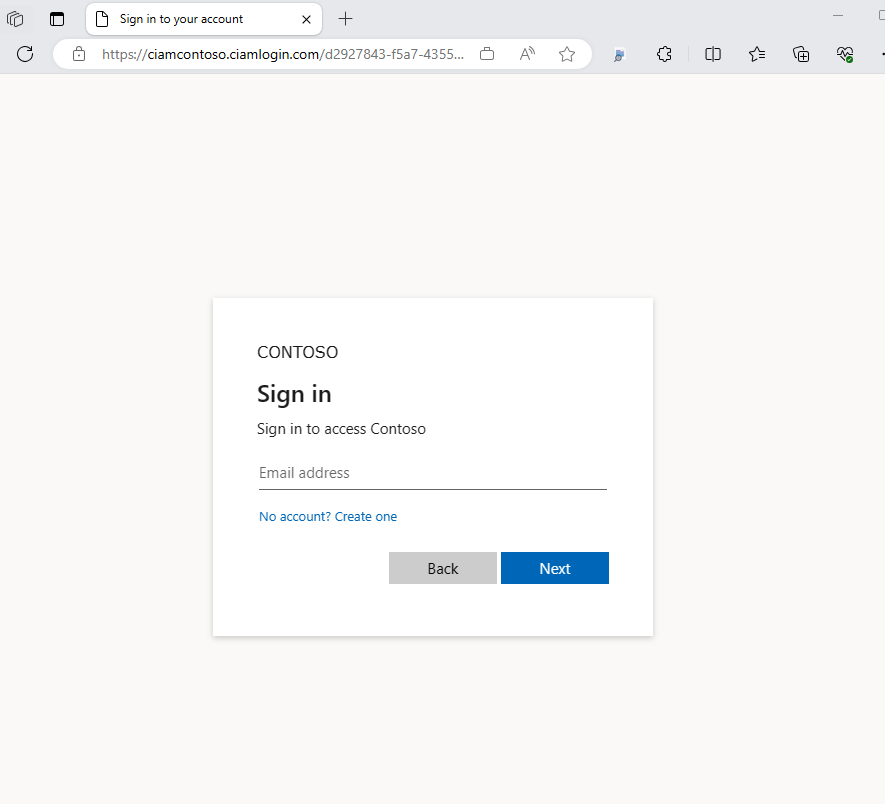 Sign in to your account
https://ciamcontoso.ciamlogin.com/d2927843-f5a7-4355...
CONTOSO
Sign in
Sign in to access Contoso
Email address
No account? Create one
Back Next